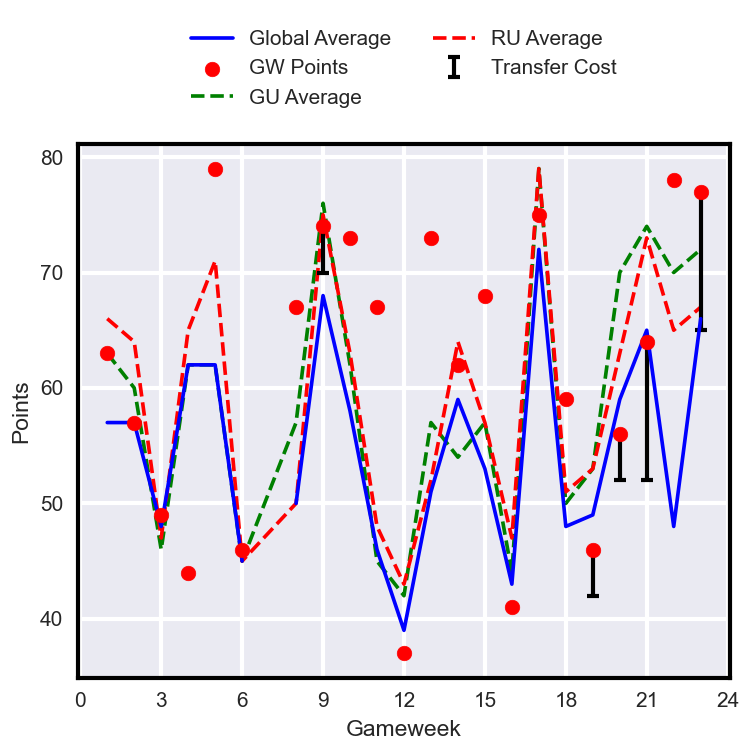 Global Average
GW Points
GU Average
RU Average
Transfer Cost
80
70
60
50
40
Points
0 3 6 9 12 15 18 21 24
Gameweek